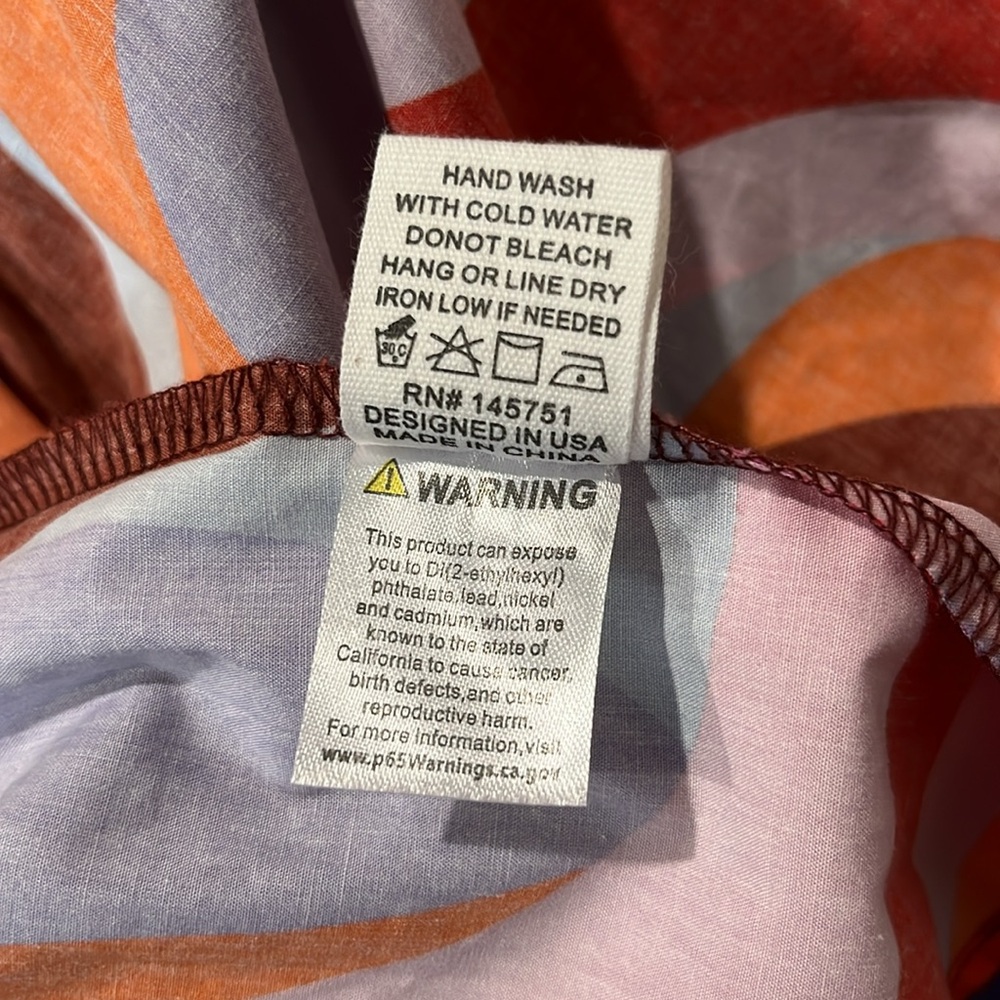 HAND WASH
WITH COLD WATER
DONOT BLEACH
HANG OR LINE DRY
IRON LOW IF NEEDED
30 C
RN# 145751
DESIGNED IN USA
MADE IN CHINA
WARNING
This product can expose
you to Di(2-ethylhexyl)
phthalate,lead,nickel
and cadmium,which are
known to the state of
California to cause cancer,
birth defects,and other
reproductive harm.
For more information,visit
www.p65Warnings.ca.gov